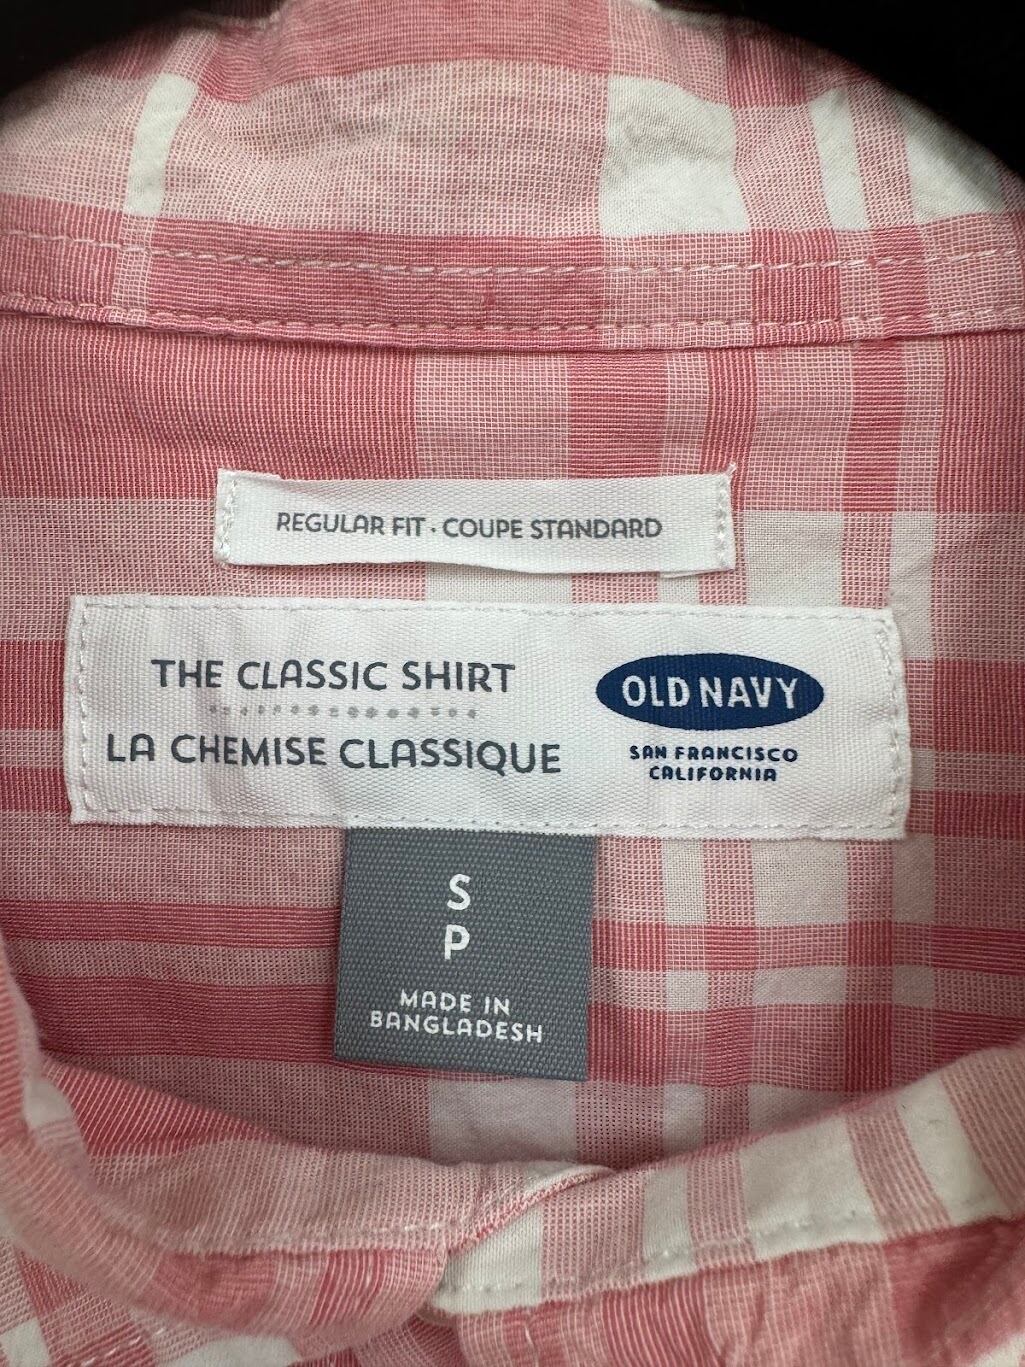 REGULAR FIT · COUPE STANDARD
THE CLASSIC SHIRT
LA CHEMISE CLASSIQUE
OLD NAVY
SAN FRANCISCO
CALIFORNIA
S
P
MADE IN
BANGLADESH